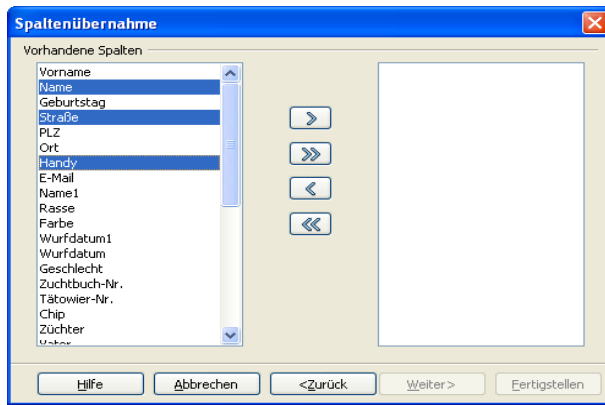 Spaltenübernahme
Vorhandene Spalten
Vorname
Name
Geburtstag
Straße
PLZ
Ort
Handy
E-Mail
Name1
Rasse
Farbe
Wurfdatum1
Wurfdatum
Geschlecht
Zuchtbuch-Nr.
Tätowier-Nr.
Chip
Züchter
Vater
Hilfe Abbrechen <Zurück Weiter> Fertigstellen